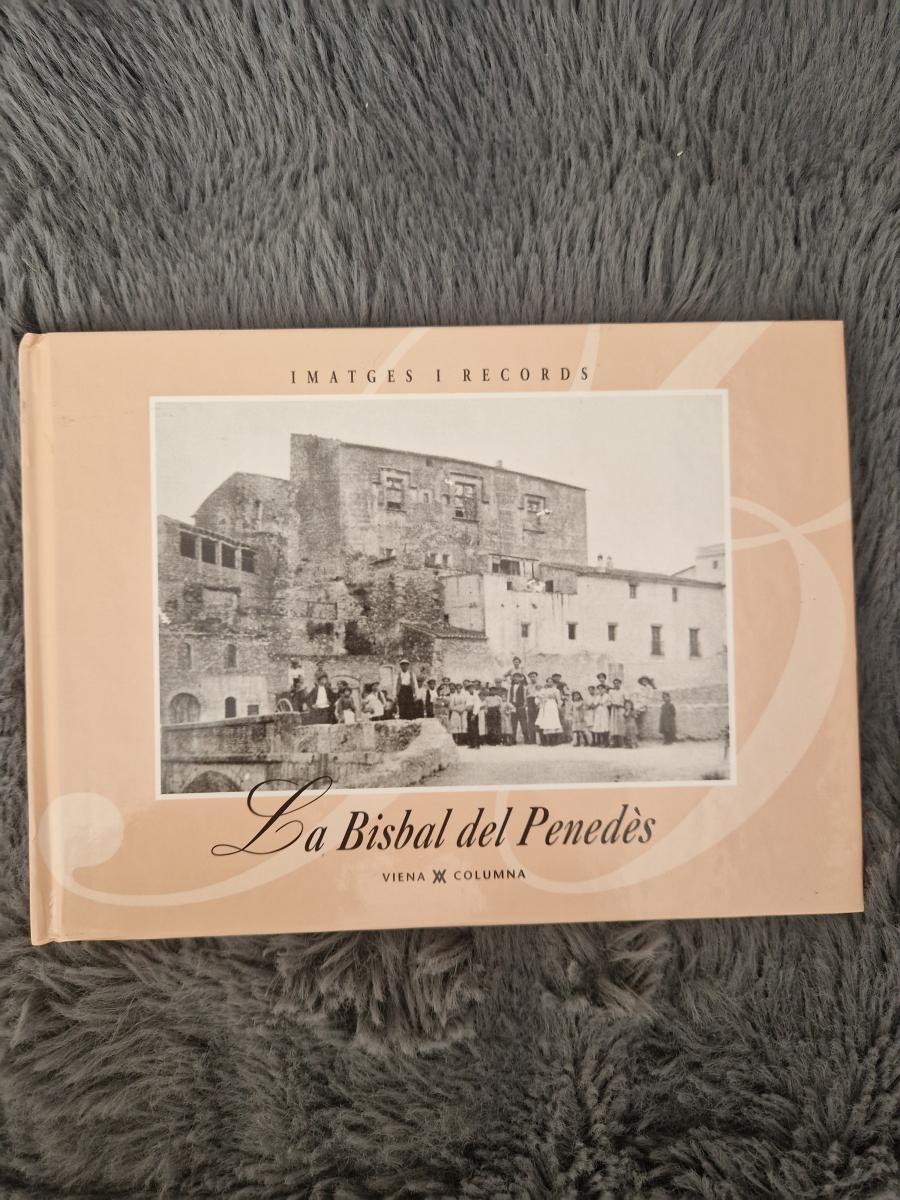 IMATGES I RECORDS
La Bisbal del Penedès
VIENA COLUMNA